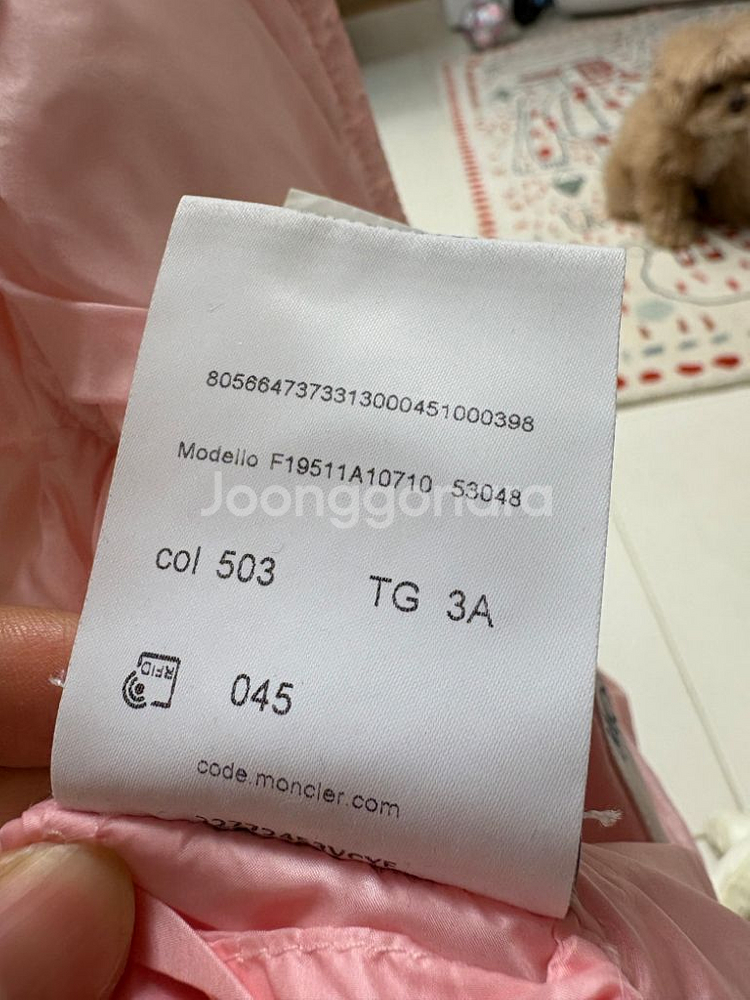 8056647373313000451000398
Modello F19511A10710 53048
Joonggonara
col 503 TG 3A
RFID 045
code.moncler.com